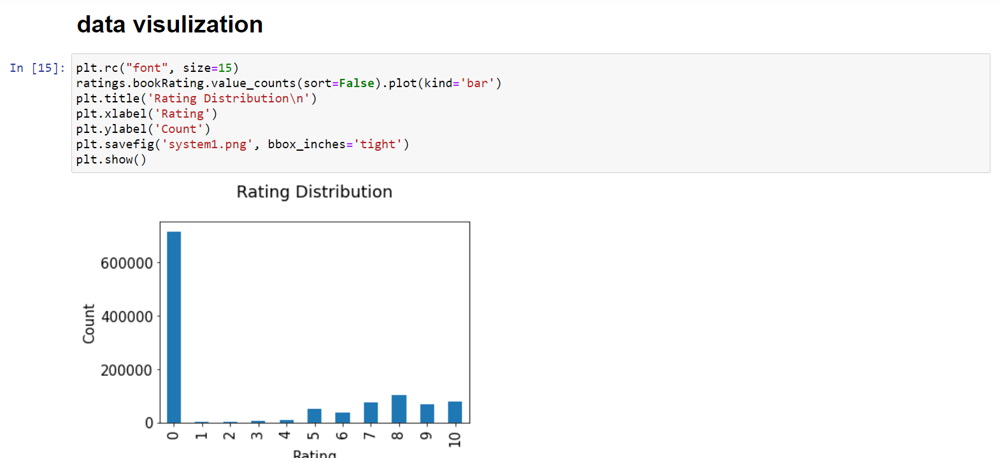 data visulization
In [15]:
plt.rc("font", size=15)
ratings.bookRating.value_counts(sort=False).plot(kind='bar')
plt.title('Rating Distribution\n')
plt.xlabel('Rating')
plt.ylabel('Count')
plt.savefig('system1.png', bbox_inches='tight')
plt.show()
Rating Distribution
Count
600000
400000
200000
0
0 1 2 3 4 5 6 7 8 9 10
Rating